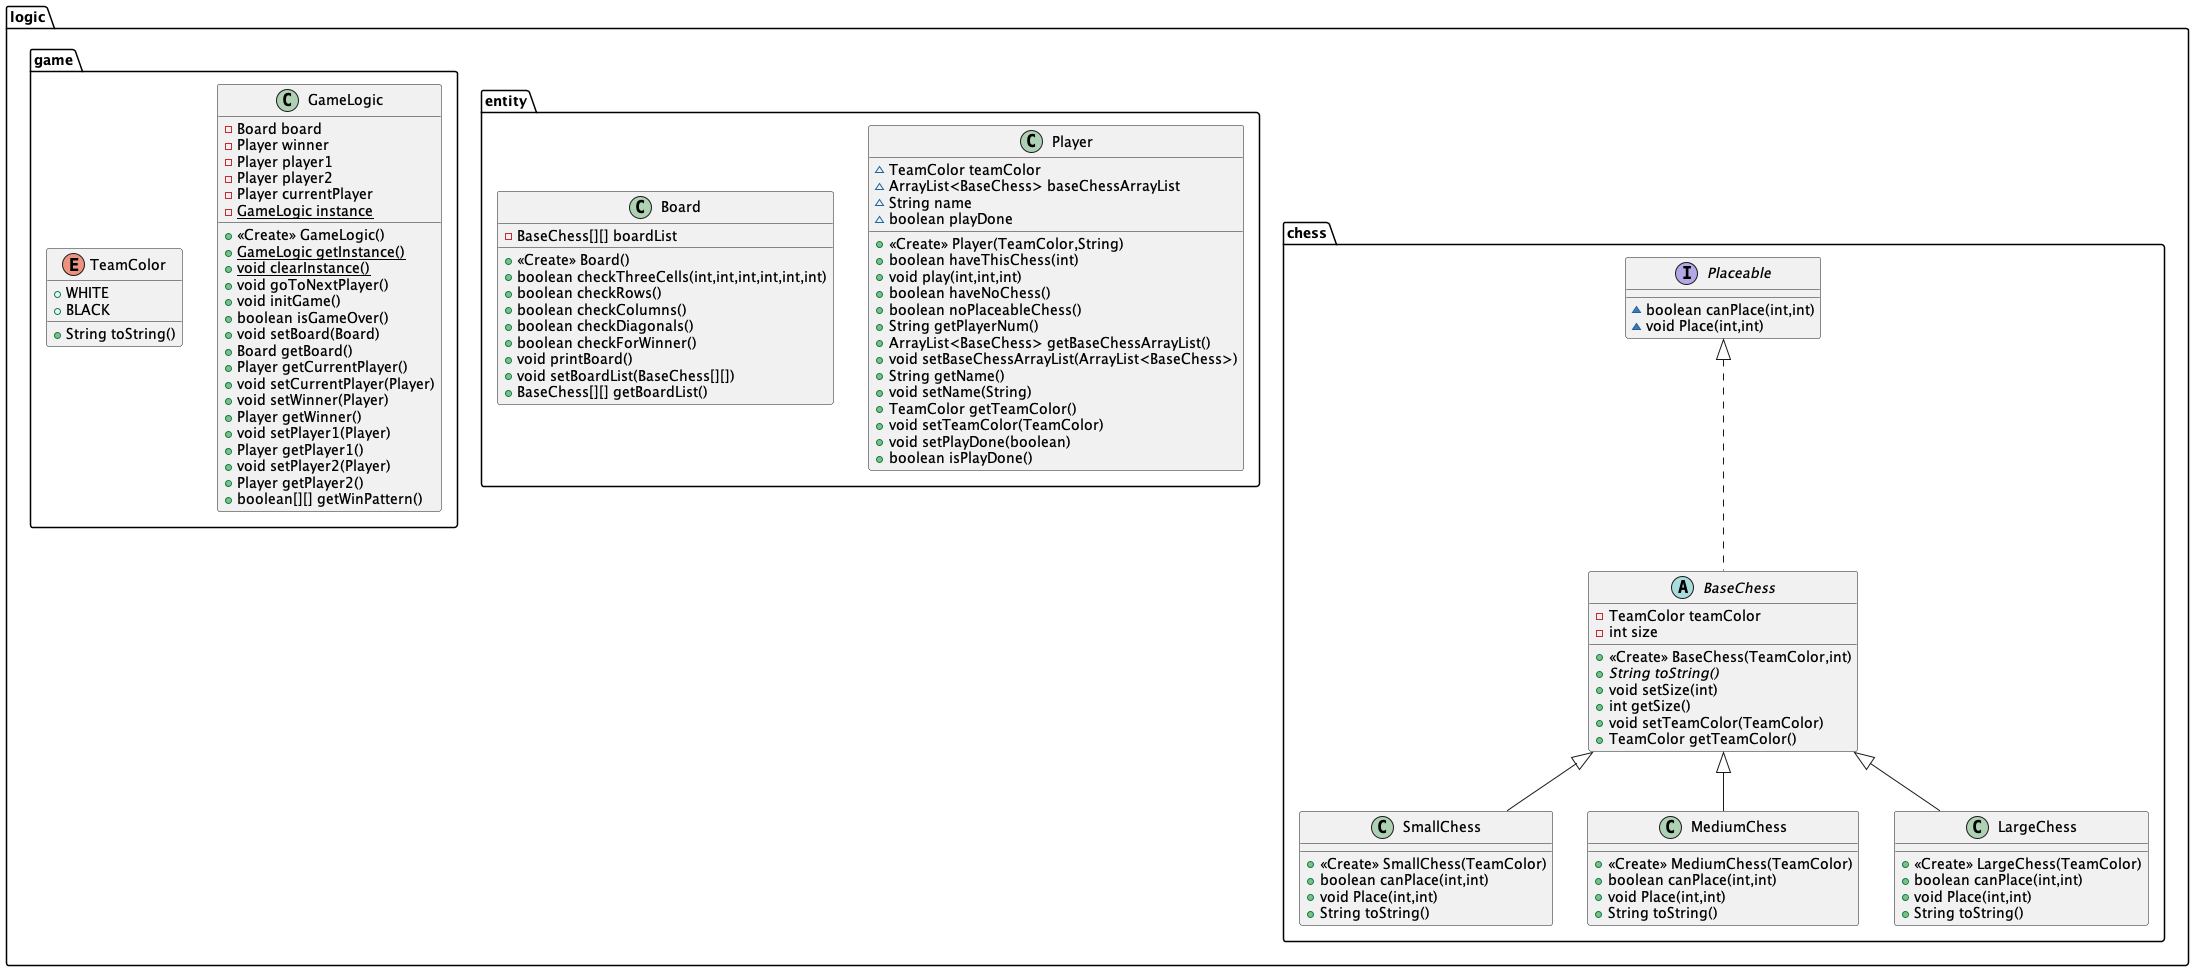 logic
game
C GameLogic
Board board
Player winner
Player player1
Player player2
Player currentPlayer
GameLogic instance
«Create» GameLogic()
GameLogic getInstance()
void clearInstance()
void goToNextPlayer()
void initGame()
boolean isGameOver()
void setBoard(Board)
Board getBoard()
Player getCurrentPlayer()
void setCurrentPlayer(Player)
void setWinner(Player)
Player getWinner()
void setPlayer1(Player)
Player getPlayer1()
void setPlayer2(Player)
Player getPlayer2()
boolean[][] getWinPattern()
E TeamColor
WHITE
BLACK
String toString()
entity
C Player
TeamColor teamColor
ArrayList<BaseChess> baseChessArrayList
String name
boolean playDone
«Create» Player(TeamColor,String)
boolean haveThisChess(int)
void play(int,int,int)
boolean haveNoChess()
boolean noPlaceableChess()
String getPlayerNum()
ArrayList<BaseChess> getBaseChessArrayList()
void setBaseChessArrayList(ArrayList<BaseChess>)
String getName()
void setName(String)
TeamColor getTeamColor()
void setTeamColor(TeamColor)
void setPlayDone(boolean)
boolean isPlayDone()
C Board
BaseChess[][] boardList
«Create» Board()
boolean checkThreeCells(int,int,int,int,int,int)
boolean checkRows()
boolean checkColumns()
boolean checkDiagonals()
boolean checkForWinner()
void printBoard()
void setBoardList(BaseChess[][])
BaseChess[][] getBoardList()
chess
I Placeable
boolean canPlace(int,int)
void Place(int,int)
A BaseChess
TeamColor teamColor
int size
«Create» BaseChess(TeamColor,int)
String toString()
void setSize(int)
int getSize()
void setTeamColor(TeamColor)
TeamColor getTeamColor()
C SmallChess
«Create» SmallChess(TeamColor)
boolean canPlace(int,int)
void Place(int,int)
String toString()
C MediumChess
«Create» MediumChess(TeamColor)
boolean canPlace(int,int)
void Place(int,int)
String toString()
C LargeChess
«Create» LargeChess(TeamColor)
boolean canPlace(int,int)
void Place(int,int)
String toString()